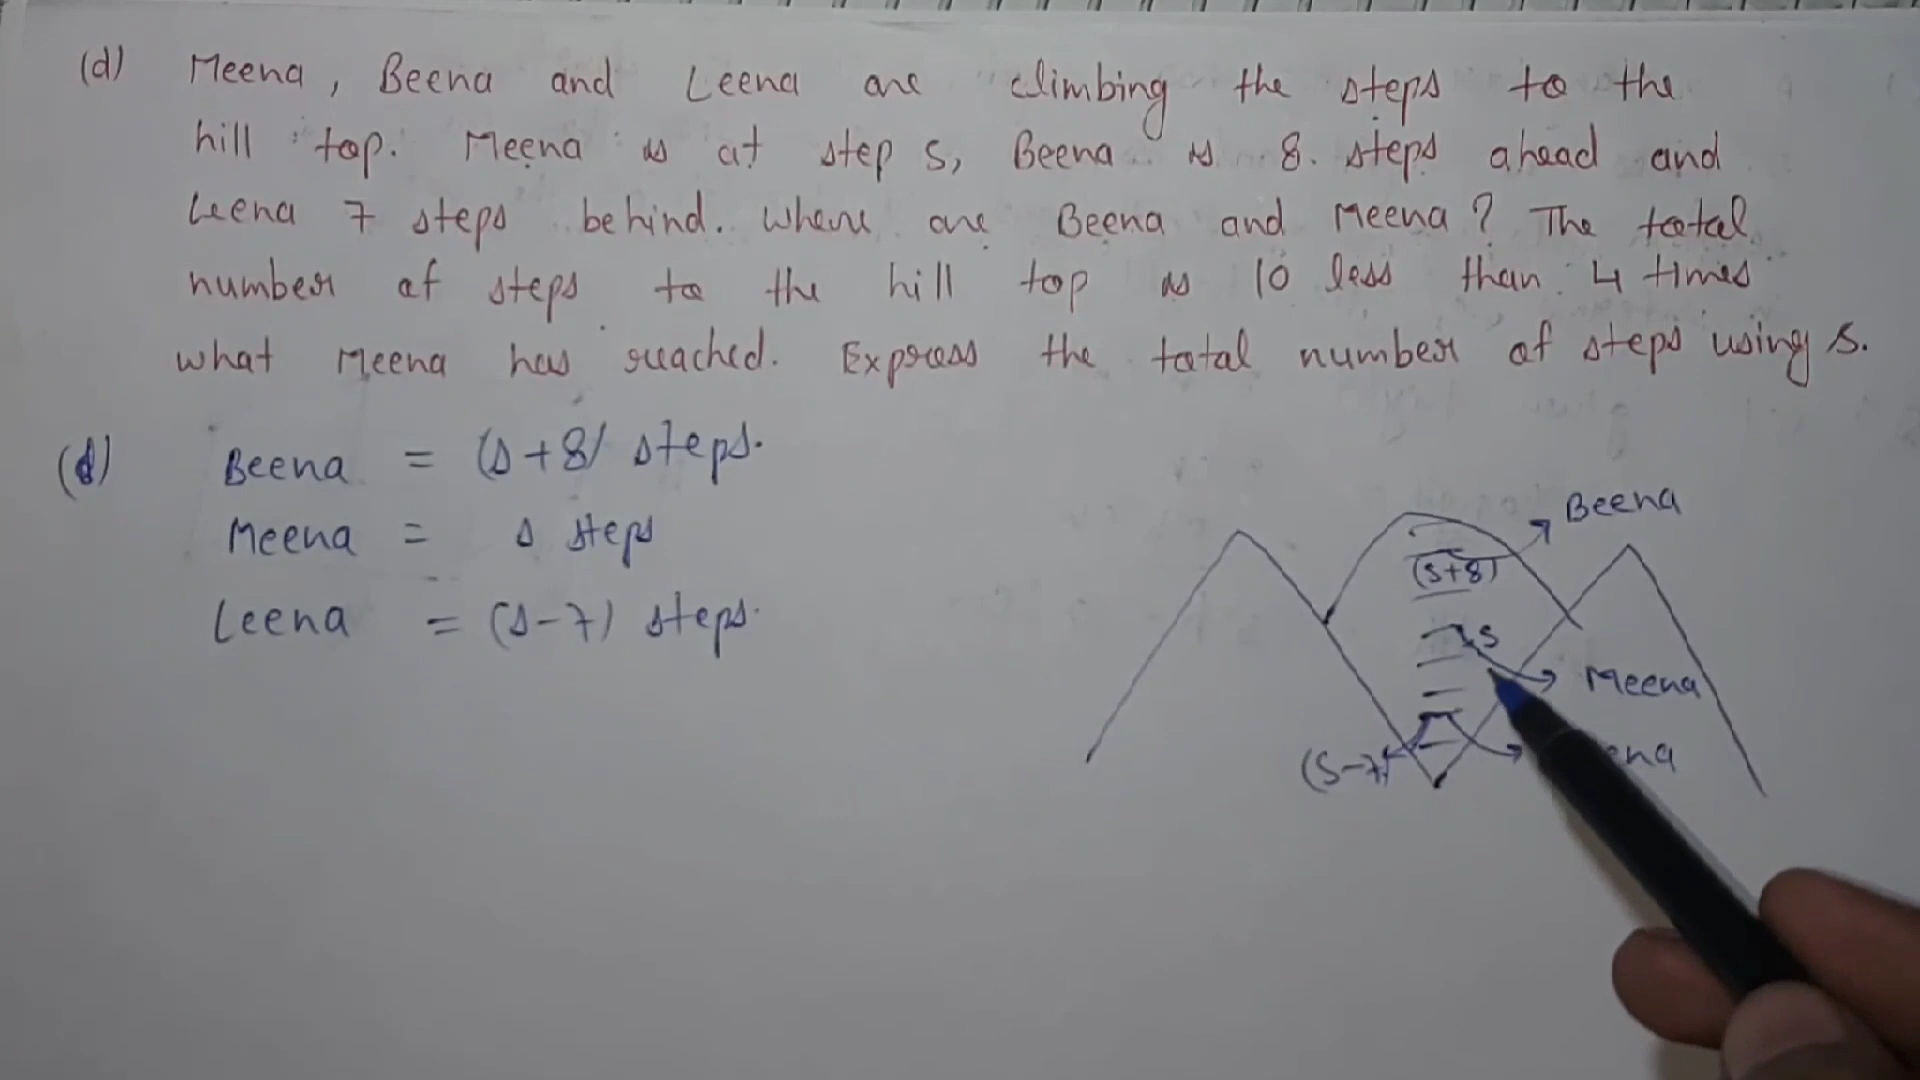 (d) Meena, Beena and Leena are climbing the steps to the
hill top. Meena is at step s, Beena is 8. steps ahead and
Leena 7 steps behind. Where are Beena and Meena? The total
number of steps to the hill top is 10 less than 4 times
what Meena has reached. Express the total number of steps using s.
(d) Beena = (s+8) steps.
Meena = s steps
Leena = (s-7) steps.
Beena
(s+8)
s
Meena
(s-7)